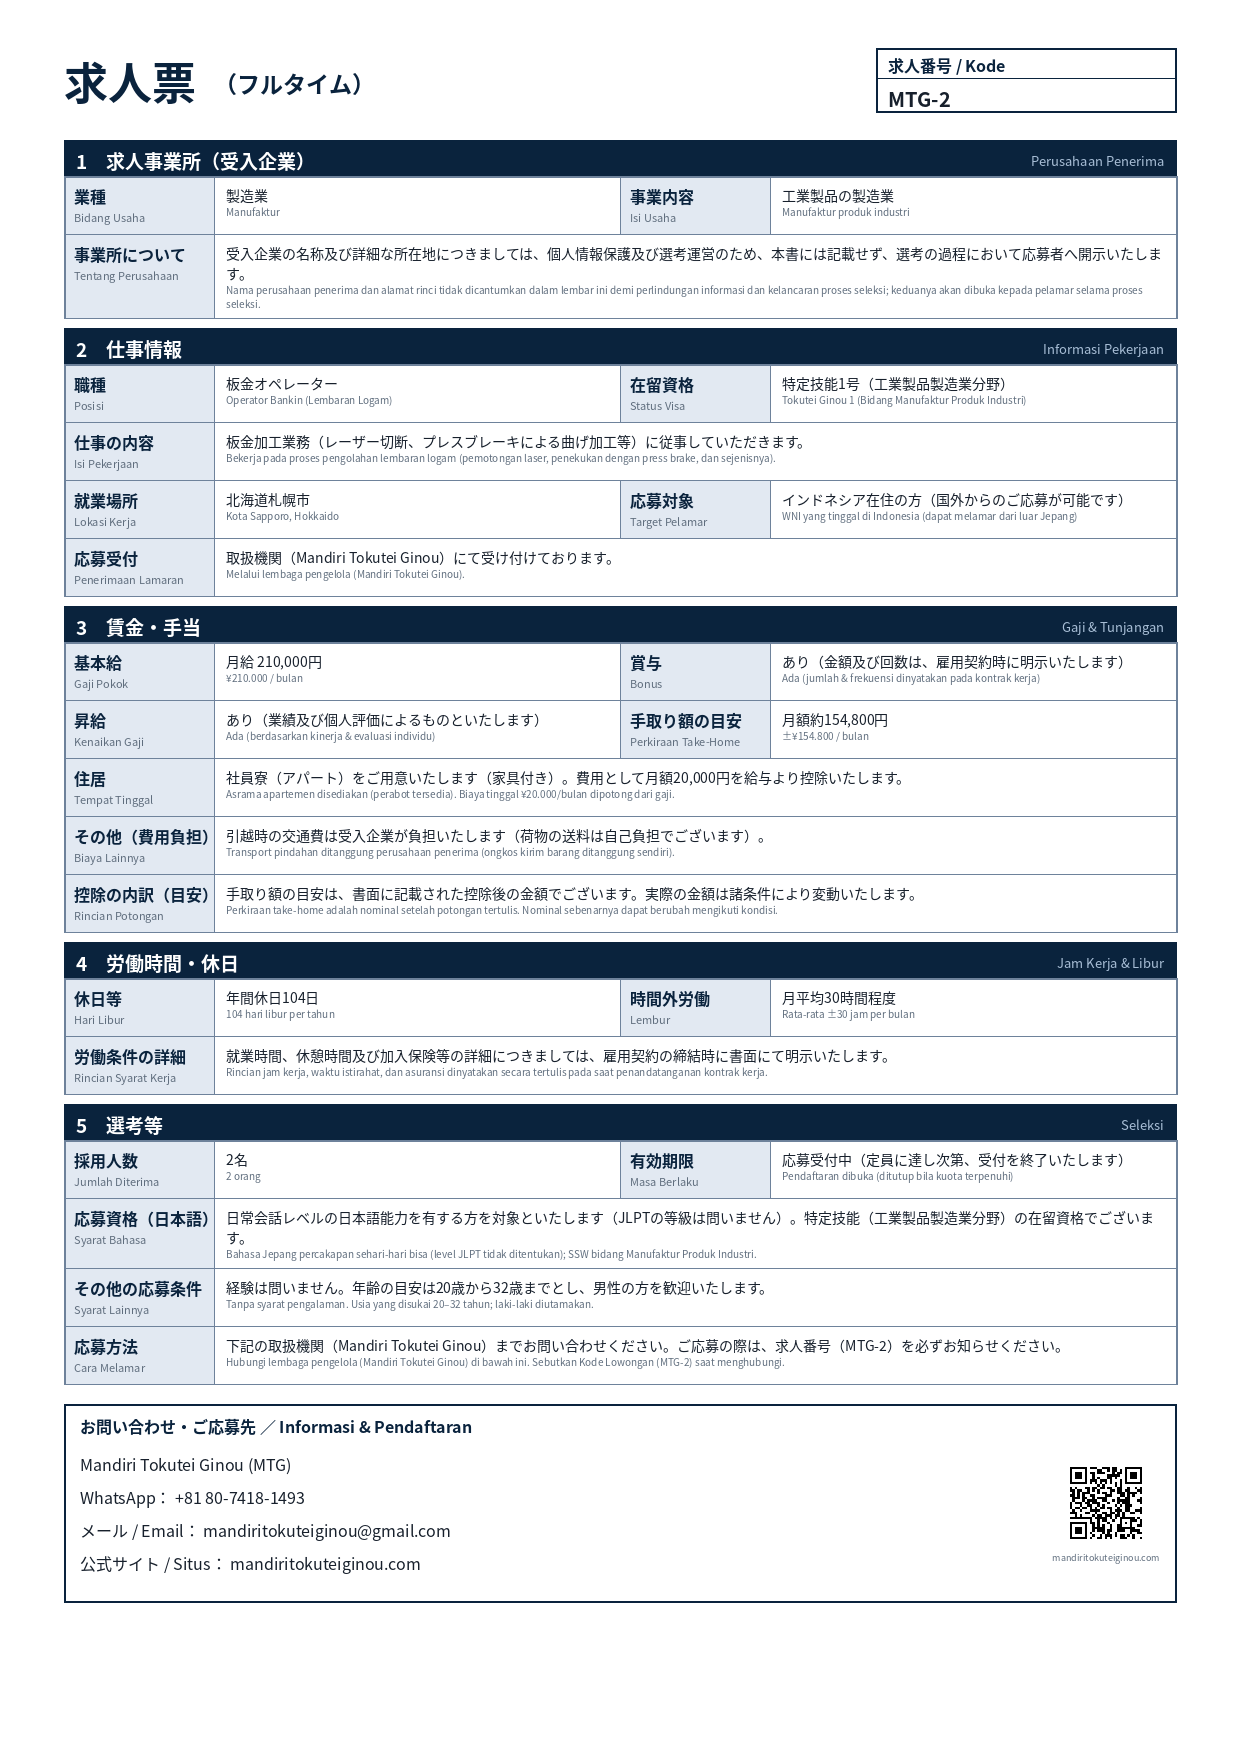 求人票 （フルタイム）
求人番号 / Kode
MTG-2
1 求人事業所（受入企業） Perusahaan Penerima
業種 製造業 事業内容 工業製品の製造業
Bidang Usaha Manufaktur Isi Usaha Manufaktur produk industri
事業所について 受入企業の名称及び詳細な所在地につきましては、個人情報保護及び選考運営のため、本書には記載せず、選考の過程において応募者へ開示いたしま
す。
Tentang Perusahaan Nama perusahaan penerima dan alamat rinci tidak dicantumkan dalam lembar ini demi perlindungan informasi dan kelancaran proses seleksi; keduanya akan dibuka kepada pelamar selama proses
seleksi.
2 仕事情報 Informasi Pekerjaan
職種 板金オペレーター 在留資格 特定技能1号（工業製品製造業分野）
Posisi Operator Bankin (Lembaran Logam) Status Visa Tokutei Ginou 1 (Bidang Manufaktur Produk Industri)
仕事の内容 板金加工業務（レーザー切断、プレスブレーキによる曲げ加工等）に従事していただきます。
Isi Pekerjaan Bekerja pada proses pengolahan lembaran logam (pemotongan laser, penekukan dengan press brake, dan sejenisnya).
就業場所 北海道札幌市 応募対象 インドネシア在住の方（国外からのご応募が可能です）
Lokasi Kerja Kota Sapporo, Hokkaido Target Pelamar WNI yang tinggal di Indonesia (dapat melamar dari luar Jepang)
応募受付 取扱機関（Mandiri Tokutei Ginou）にて受け付けております。
Penerimaan Lamaran Melalui lembaga pengelola (Mandiri Tokutei Ginou).
3 賃金・手当 Gaji & Tunjangan
基本給 月給 210,000円 賞与 あり（金額及び回数は、雇用契約時に明示いたします）
Gaji Pokok ¥210.000 / bulan Bonus Ada (jumlah & frekuensi dinyatakan pada kontrak kerja)
昇給 あり（業績及び個人評価によるものといたします） 手取り額の目安 月額約154,800円
Kenaikan Gaji Ada (berdasarkan kinerja & evaluasi individu) Perkiraan Take-Home ±¥154.800 / bulan
住居 社員寮（アパート）をご用意いたします（家具付き）。費用として月額20,000円を給与より控除いたします。
Tempat Tinggal Asrama apartemen disediakan (perabot tersedia). Biaya tinggal ¥20.000/bulan dipotong dari gaji.
その他（費用負担） 引越時の交通費は受入企業が負担いたします（荷物の送料は自己負担でございます）。
Biaya Lainnya Transport pindahan ditanggung perusahaan penerima (ongkos kirim barang ditanggung sendiri).
控除の内訳（目安） 手取り額の目安は、書面に記載された控除後の金額でございます。実際の金額は諸条件により変動いたします。
Rincian Potongan Perkiraan take-home adalah nominal setelah potongan tertulis. Nominal sebenarnya dapat berubah mengikuti kondisi.
4 労働時間・休日 Jam Kerja & Libur
休日等 年間休日104日 時間外労働 月平均30時間程度
Hari Libur 104 hari libur per tahun Lembur Rata-rata ±30 jam per bulan
労働条件の詳細 就業時間、休憩時間及び加入保険等の詳細につきましては、雇用契約の締結時に書面にて明示いたします。
Rincian Syarat Kerja Rincian jam kerja, waktu istirahat, dan asuransi dinyatakan secara tertulis pada saat penandatanganan kontrak kerja.
5 選考等 Seleksi
採用人数 2名 有効期限 応募受付中（定員に達し次第、受付を終了いたします）
Jumlah Diterima 2 orang Masa Berlaku Pendaftaran dibuka (ditutup bila kuota terpenuhi)
応募資格（日本語） 日常会話レベルの日本語能力を有する方を対象といたします（JLPTの等級は問いません）。特定技能（工業製品製造業分野）の在留資格でございま
す。
Syarat Bahasa Bahasa Jepang percakapan sehari-hari bisa (level JLPT tidak ditentukan); SSW bidang Manufaktur Produk Industri.
その他の応募条件 経験は問いません。年齢の目安は20歳から32歳までとし、男性の方を歓迎いたします。
Syarat Lainnya Tanpa syarat pengalaman. Usia yang disukai 20–32 tahun; laki-laki diutamakan.
応募方法 下記の取扱機関（Mandiri Tokutei Ginou）までお問い合わせください。ご応募の際は、求人番号（MTG-2）を必ずお知らせください。
Cara Melamar Hubungi lembaga pengelola (Mandiri Tokutei Ginou) di bawah ini. Sebutkan Kode Lowongan (MTG-2) saat menghubungi.
お問い合わせ・ご応募先 ／ Informasi & Pendaftaran
Mandiri Tokutei Ginou (MTG)
WhatsApp： +81 80-7418-1493
メール / Email： mandiritokuteiginou@gmail.com
公式サイト / Situs： mandiritokuteiginou.com
mandiritokuteiginou.com